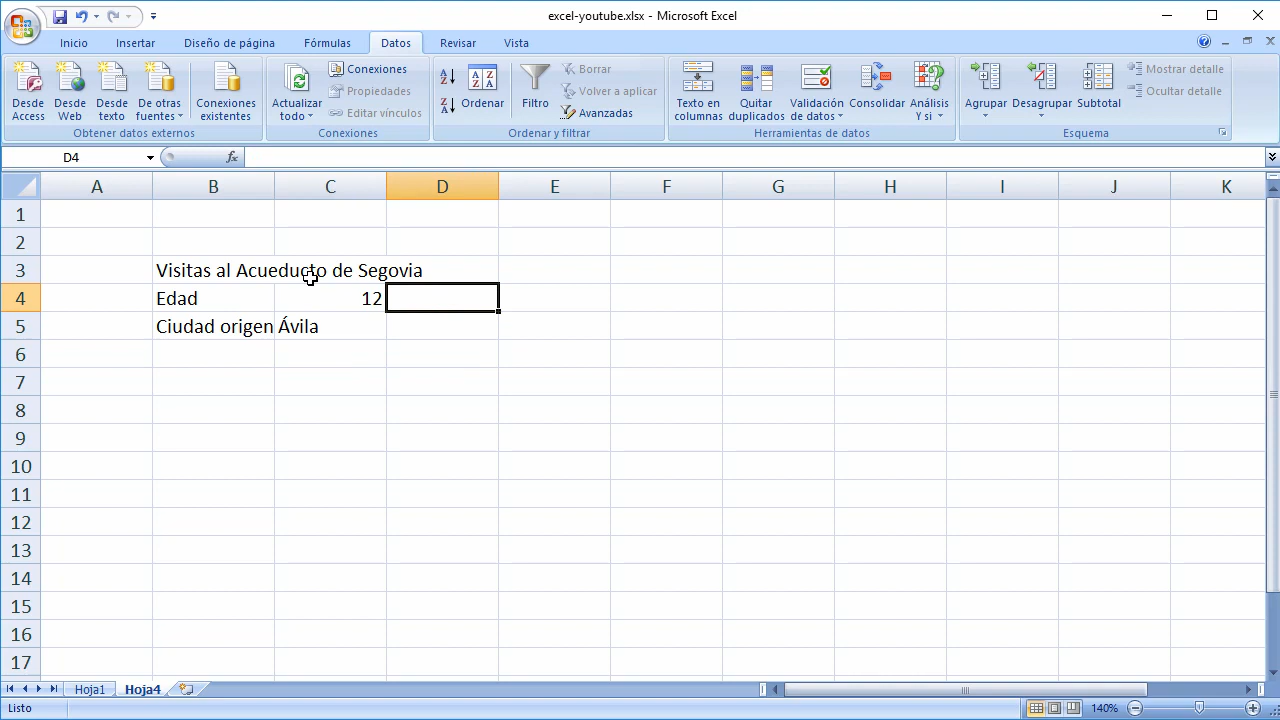 excel-youtube.xlsx - Microsoft Excel
Inicio Insertar Diseño de página Fórmulas Datos Revisar Vista
Desde Access
Desde Web
Desde texto
De otras fuentes
Conexiones existentes
Obtener datos externos
Actualizar todo
Conexiones
Propiedades
Editar vínculos
Conexiones
Ordenar
Filtro
Borrar
Volver a aplicar
Avanzadas
Ordenar y filtrar
Texto en columnas
Quitar duplicados
Validación de datos
Consolidar
Análisis Y si
Herramientas de datos
Agrupar
Desagrupar
Subtotal
Mostrar detalle
Ocultar detalle
Esquema
D4 fx
A B C D E F G H I J K
1
2
3 Visitas al Acueducto de Segovia
4 Edad 12
5 Ciudad origen Ávila
6
7
8
9
10
11
12
13
14
15
16
17
Hoja1 Hoja4
Listo 140%